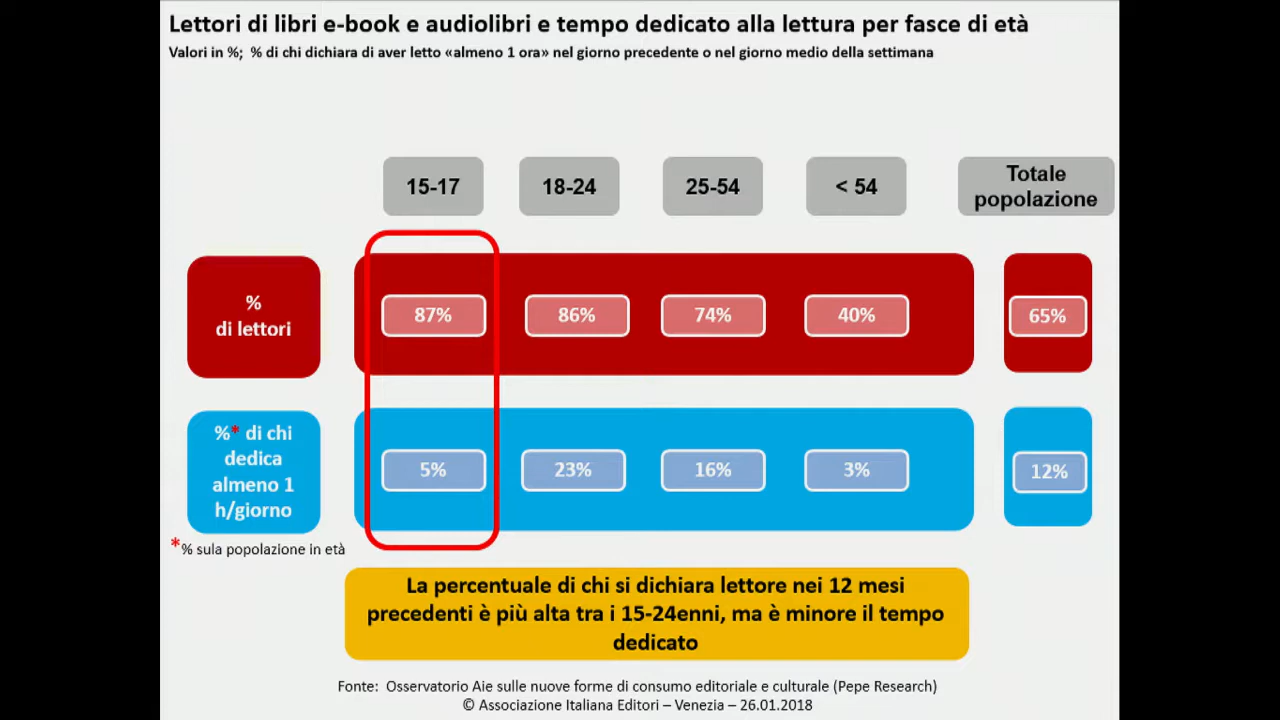 Lettori di libri e-book e audiolibri e tempo dedicato alla lettura per fasce di età
Valori in %; % di chi dichiara di aver letto «almeno 1 ora» nel giorno precedente o nel giorno medio della settimana
15-17
18-24
25-54
< 54
Totale
popolazione
%
di lettori
87%
86%
74%
40%
65%
%* di chi
dedica
almeno 1
h/giorno
5%
23%
16%
3%
12%
*% sula popolazione in età
La percentuale di chi si dichiara lettore nei 12 mesi
precedenti è più alta tra i 15-24enni, ma è minore il tempo
dedicato
Fonte: Osservatorio Aie sulle nuove forme di consumo editoriale e culturale (Pepe Research)
© Associazione Italiana Editori – Venezia – 26.01.2018